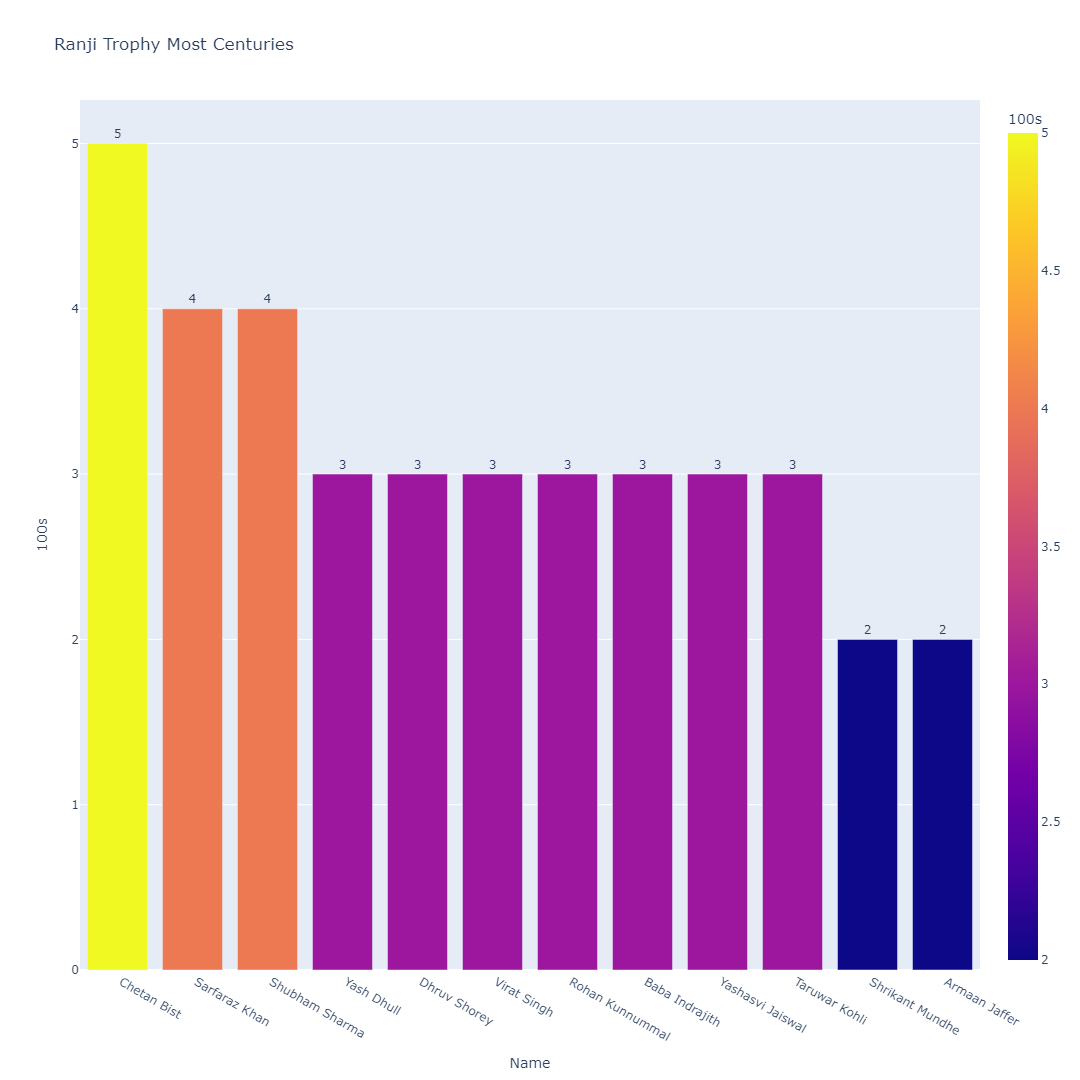 Ranji Trophy Most Centuries
100s
5
4.5
4
3.5
3
2.5
2
5
4
3
2
1
0
100s
5
4
4
3
3
3
3
3
3
3
2
2
Chetan Bist
Sarfaraz Khan
Shubham Sharma
Yash Dhull
Dhruv Shorey
Virat Singh
Rohan Kunnummal
Baba Indrajith
Yashasvi Jaiswal
Taruwar Kohli
Shrikant Mundhe
Armaan Jaffer
Name